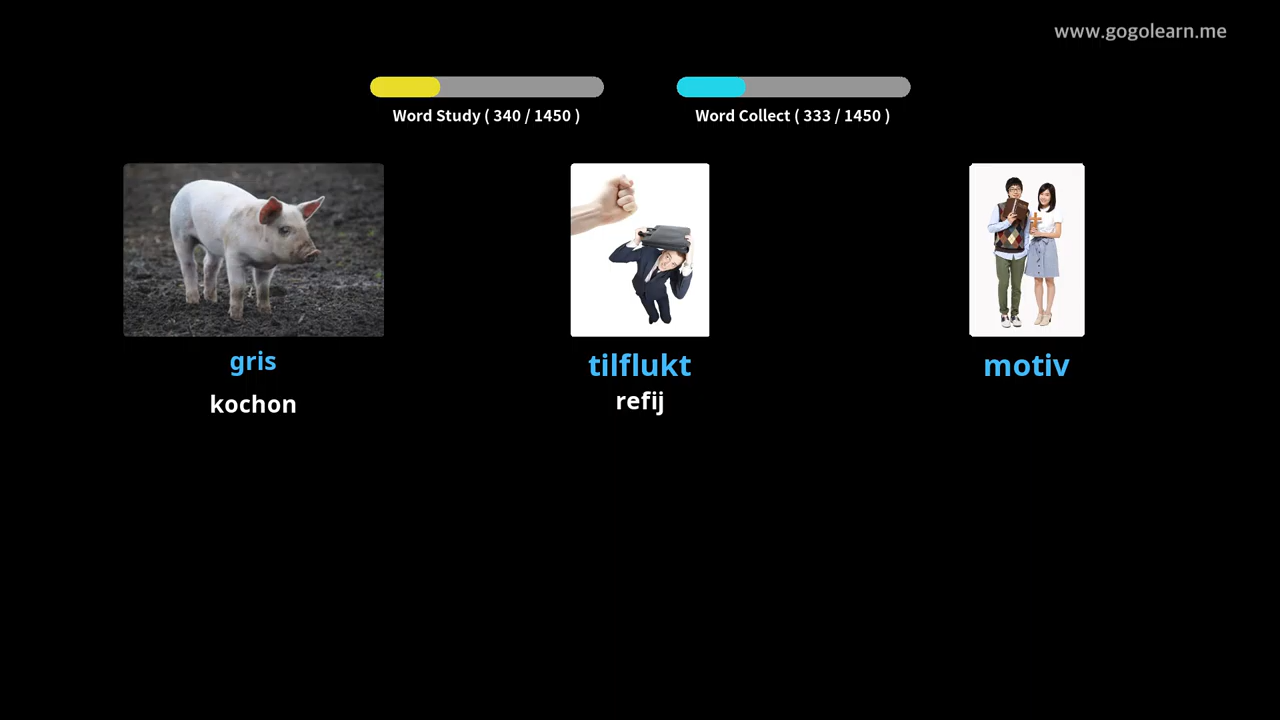 www.gogolearn.me
Word Study ( 340 / 1450 )
Word Collect ( 333 / 1450 )
gris
tilflukt
motiv
kochon
refij